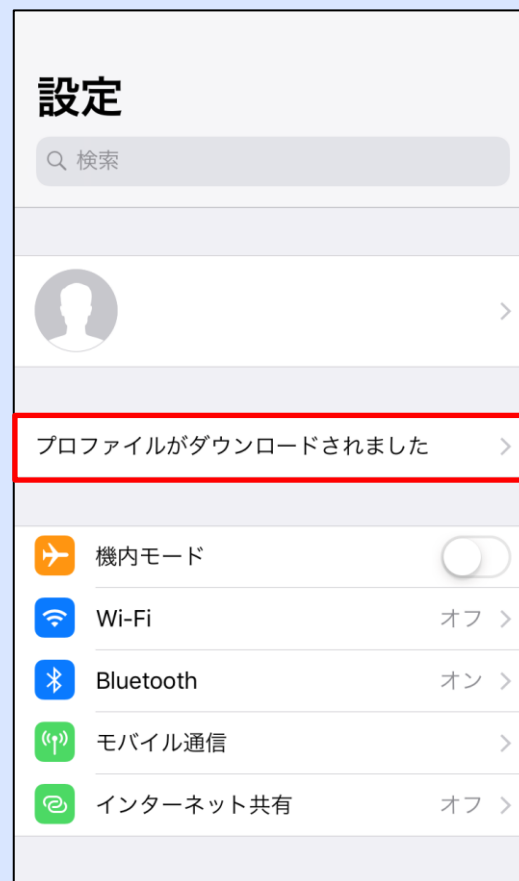 設定
検索
プロファイルがダウンロードされました
機内モード
Wi-Fi オフ
Bluetooth オン
モバイル通信
インターネット共有 オフ